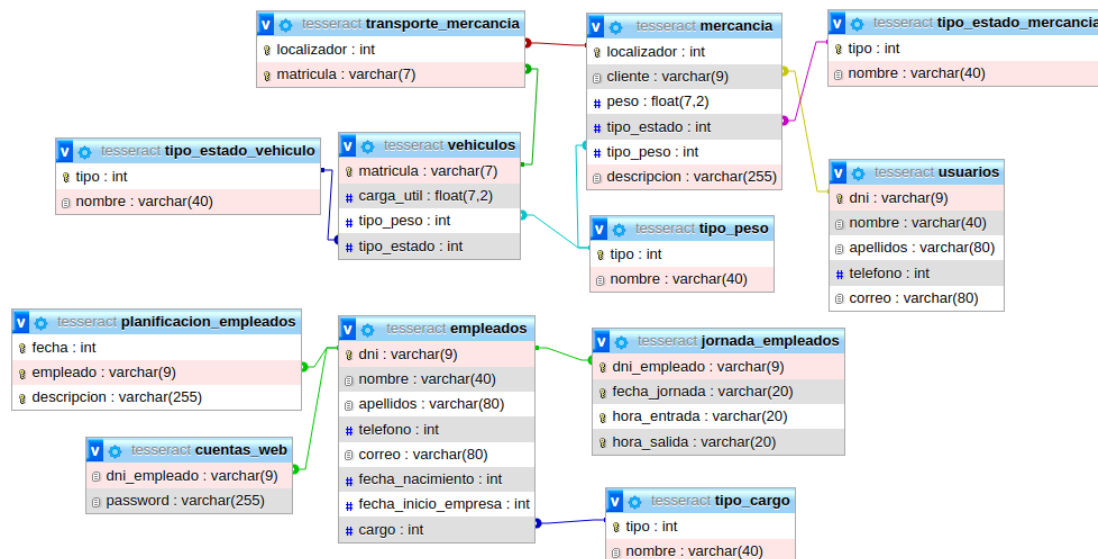 tesseract transporte_mercancia
localizador : int
matricula : varchar(7)
tesseract mercancia
localizador : int
cliente : varchar(9)
peso : float(7,2)
tipo_estado : int
tipo_peso : int
descripcion : varchar(255)
tesseract tipo_estado_mercancia
tipo : int
nombre : varchar(40)
tesseract tipo_estado_vehiculo
tipo : int
nombre : varchar(40)
tesseract vehiculos
matricula : varchar(7)
carga_util : float(7,2)
tipo_peso : int
tipo_estado : int
tesseract usuarios
dni : varchar(9)
nombre : varchar(40)
apellidos : varchar(80)
telefono : int
correo : varchar(80)
tesseract tipo_peso
tipo : int
nombre : varchar(40)
tesseract planificacion_empleados
fecha : int
empleado : varchar(9)
descripcion : varchar(255)
tesseract empleados
dni : varchar(9)
nombre : varchar(40)
apellidos : varchar(80)
telefono : int
correo : varchar(80)
fecha_nacimiento : int
fecha_inicio_empresa : int
cargo : int
tesseract jornada_empleados
dni_empleado : varchar(9)
fecha_jornada : varchar(20)
hora_entrada : varchar(20)
hora_salida : varchar(20)
tesseract cuentas_web
dni_empleado : varchar(9)
password : varchar(255)
tesseract tipo_cargo
tipo : int
nombre : varchar(40)